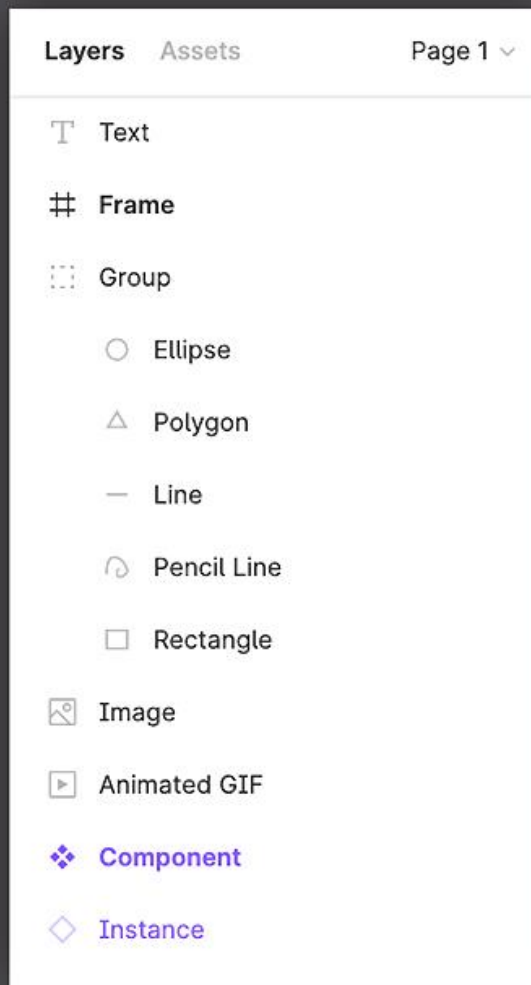 Layers Assets Page 1
Text
Frame
Group
Ellipse
Polygon
Line
Pencil Line
Rectangle
Image
Animated GIF
Component
Instance